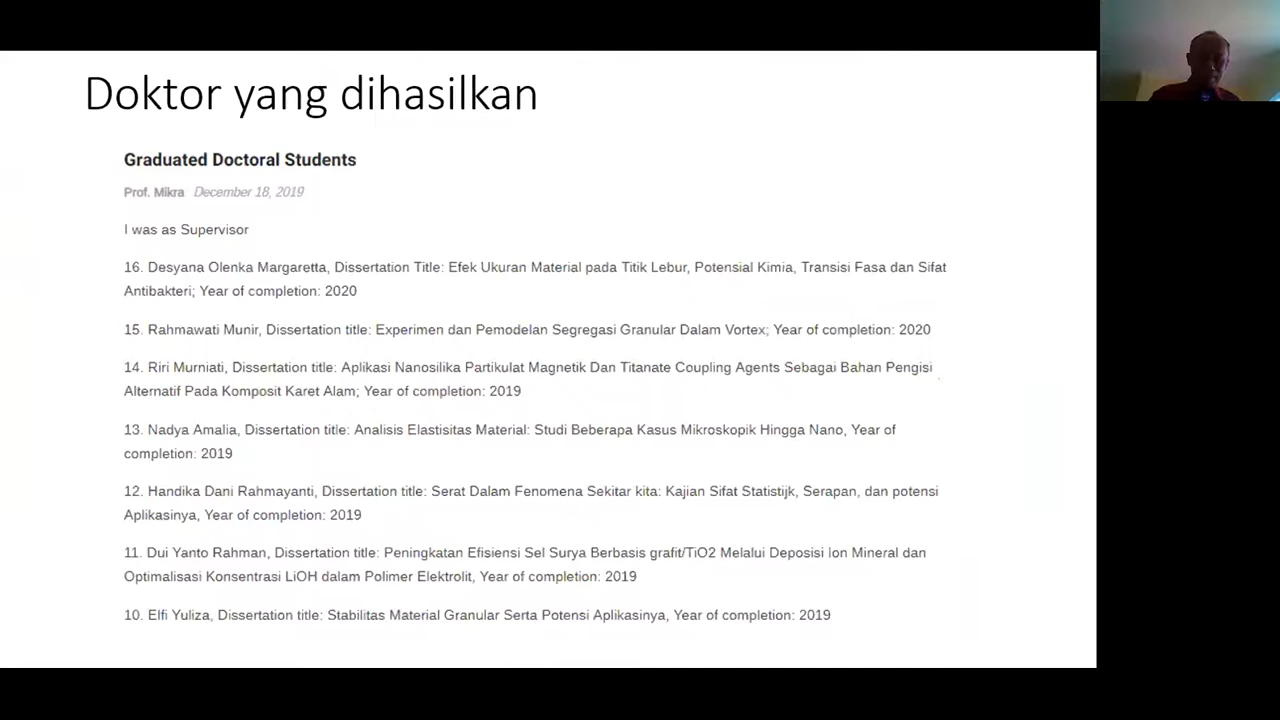 Doktor yang dihasilkan
Graduated Doctoral Students
Prof. Mikra December 18, 2019
I was as Supervisor
16. Desyana Olenka Margaretta, Dissertation Title: Efek Ukuran Material pada Titik Lebur, Potensial Kimia, Transisi Fasa dan Sifat
Antibakteri; Year of completion: 2020
15. Rahmawati Munir, Dissertation title: Experimen dan Pemodelan Segregasi Granular Dalam Vortex; Year of completion: 2020
14. Riri Murniati, Dissertation title: Aplikasi Nanosilika Partikulat Magnetik Dan Titanate Coupling Agents Sebagai Bahan Pengisi
Alternatif Pada Komposit Karet Alam; Year of completion: 2019
13. Nadya Amalia, Dissertation title: Analisis Elastisitas Material: Studi Beberapa Kasus Mikroskopik Hingga Nano, Year of
completion: 2019
12. Handika Dani Rahmayanti, Dissertation title: Serat Dalam Fenomena Sekitar kita: Kajian Sifat Statistijk, Serapan, dan potensi
Aplikasinya, Year of completion: 2019
11. Dui Yanto Rahman, Dissertation title: Peningkatan Efisiensi Sel Surya Berbasis grafit/TiO2 Melalui Deposisi Ion Mineral dan
Optimalisasi Konsentrasi LiOH dalam Polimer Elektrolit, Year of completion: 2019
10. Elfi Yuliza, Dissertation title: Stabilitas Material Granular Serta Potensi Aplikasinya, Year of completion: 2019